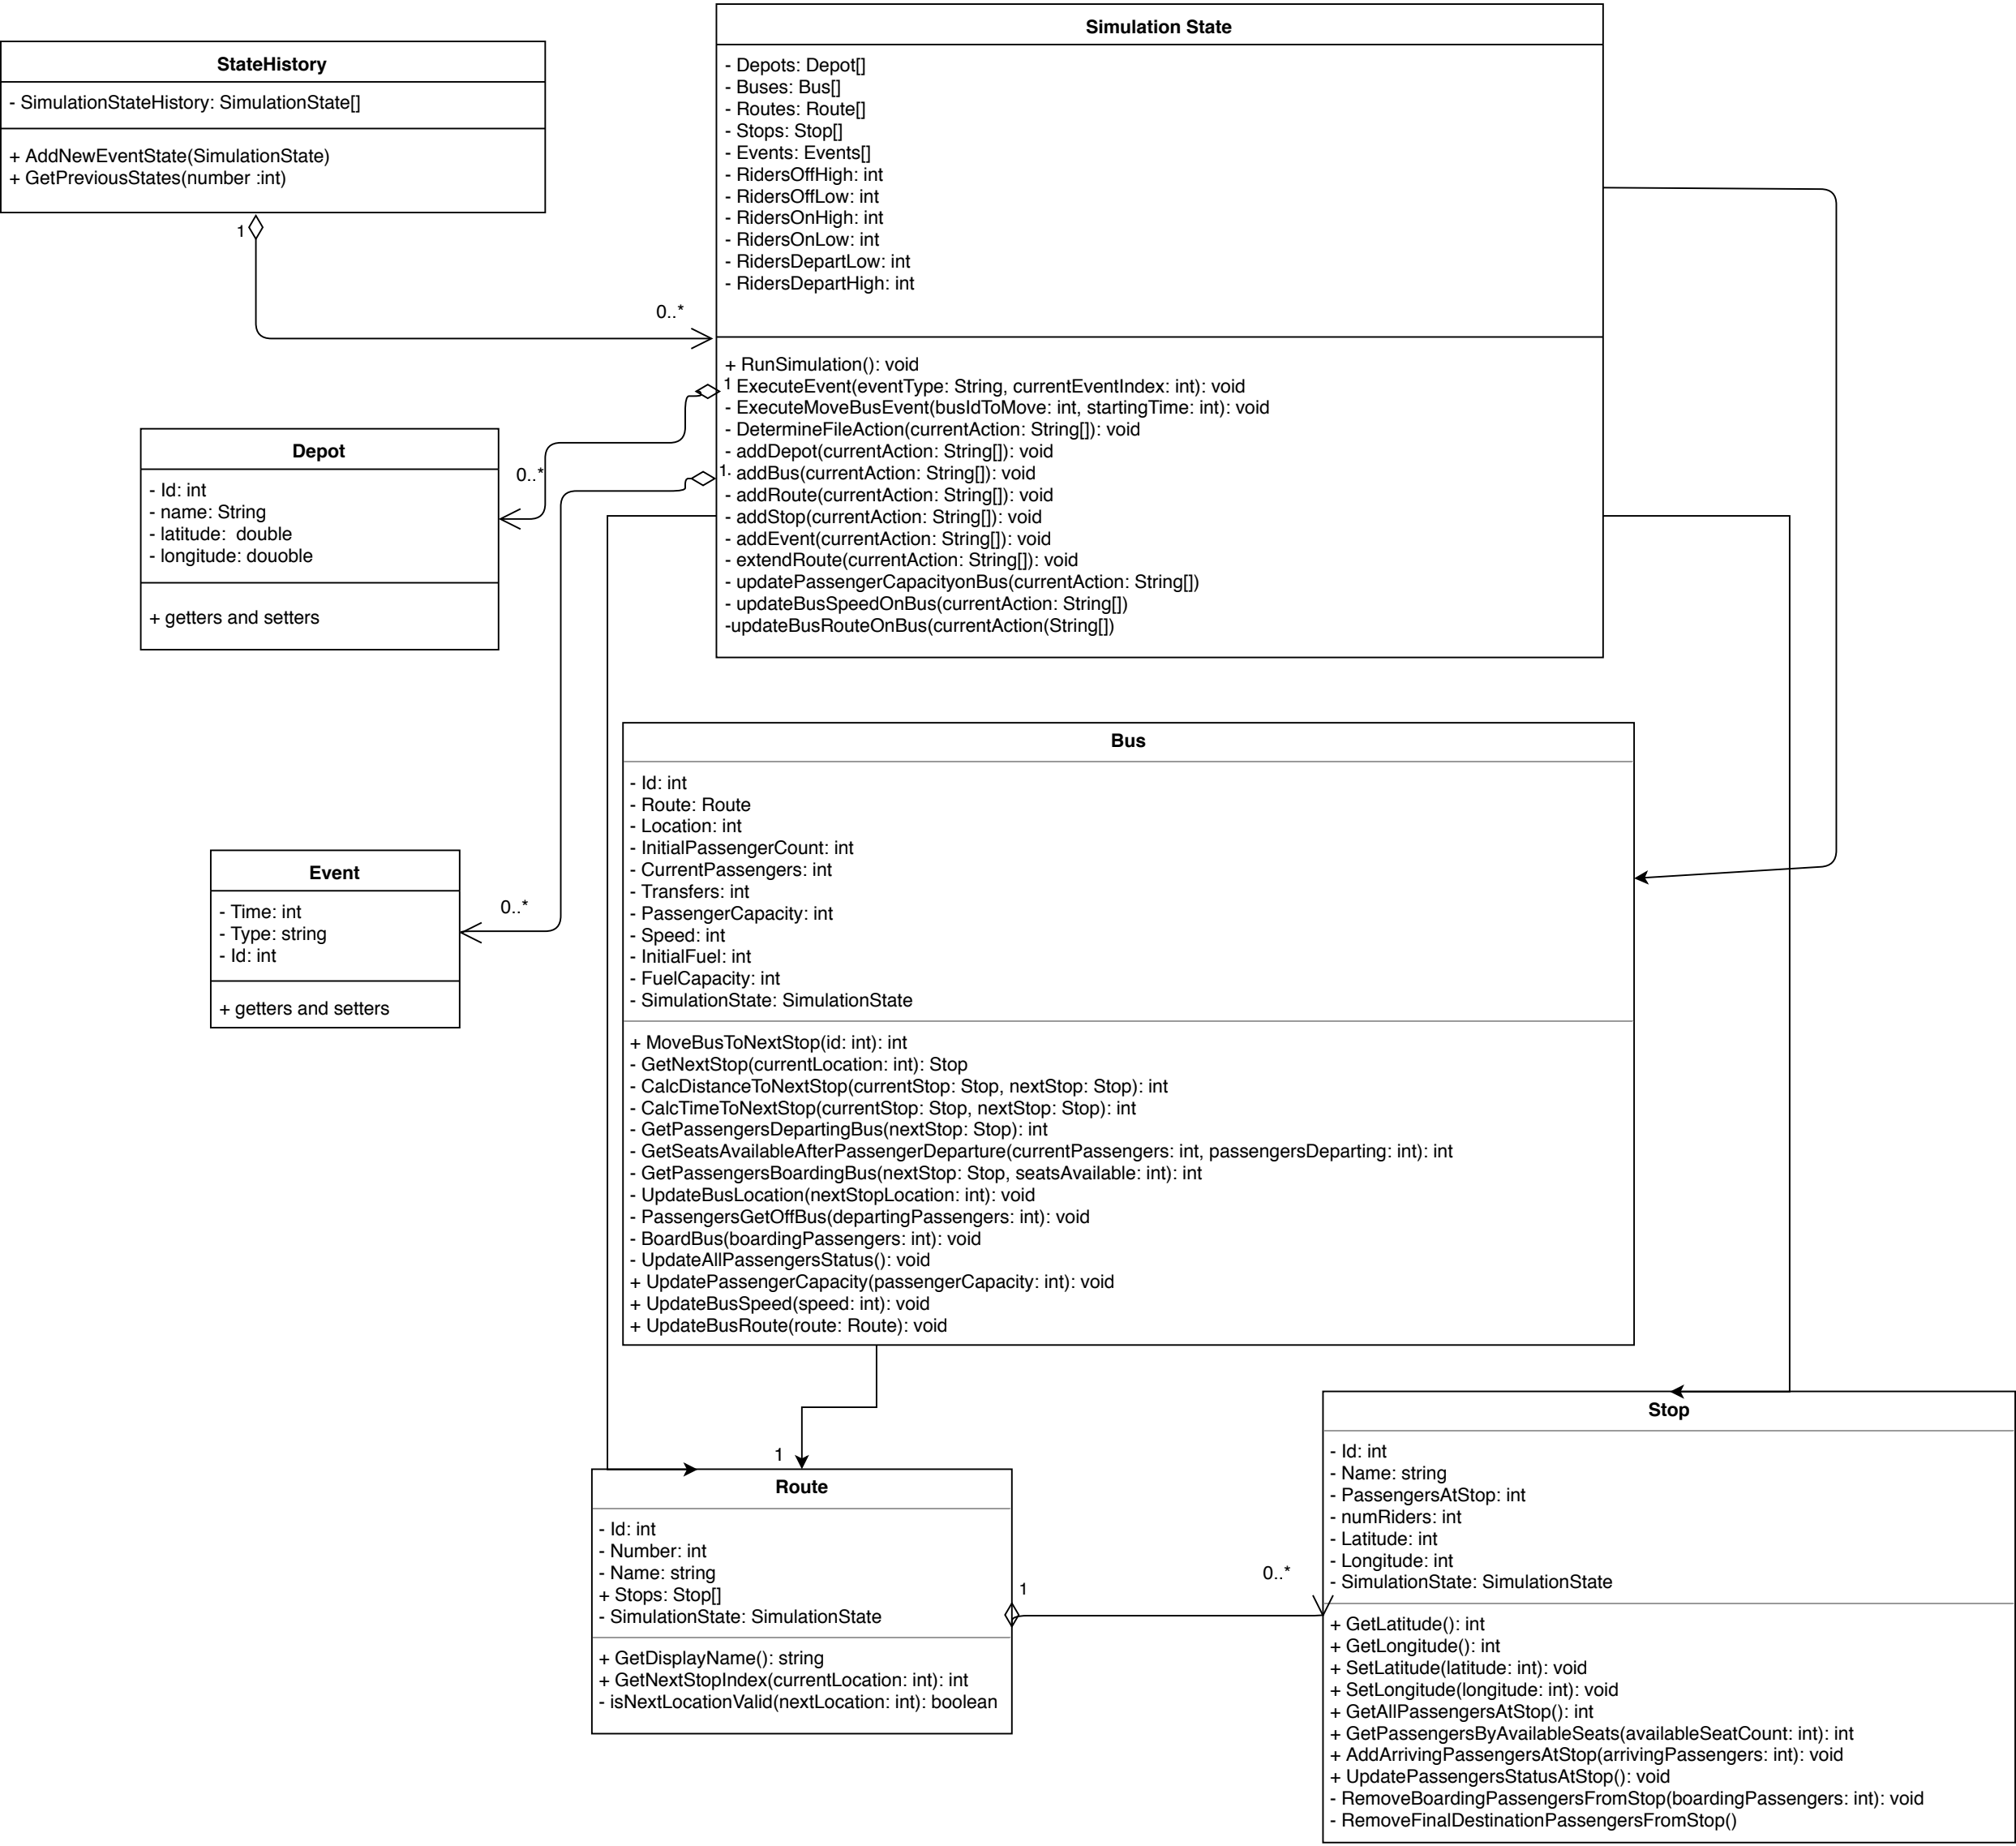 StateHistory
- SimulationStateHistory: SimulationState[]
+ AddNewEventState(SimulationState)
+ GetPreviousStates(number :int)
1
0..*
Simulation State
- Depots: Depot[]
- Buses: Bus[]
- Routes: Route[]
- Stops: Stop[]
- Events: Events[]
- RidersOffHigh: int
- RidersOffLow: int
- RidersOnHigh: int
- RidersOnLow: int
- RidersDepartLow: int
- RidersDepartHigh: int
+ RunSimulation(): void
1 ExecuteEvent(eventType: String, currentEventIndex: int): void
- ExecuteMoveBusEvent(busIdToMove: int, startingTime: int): void
- DetermineFileAction(currentAction: String[]): void
- addDepot(currentAction: String[]): void
1. addBus(currentAction: String[]): void
- addRoute(currentAction: String[]): void
- addStop(currentAction: String[]): void
- addEvent(currentAction: String[]): void
- extendRoute(currentAction: String[]): void
- updatePassengerCapacityonBus(currentAction: String[])
- updateBusSpeedOnBus(currentAction: String[])
-updateBusRouteOnBus(currentAction(String[])
Depot
- Id: int
- name: String
- latitude:  double
- longitude: douoble
+ getters and setters
0..*
Event
- Time: int
- Type: string
- Id: int
+ getters and setters
0..*
Bus
- Id: int
- Route: Route
- Location: int
- InitialPassengerCount: int
- CurrentPassengers: int
- Transfers: int
- PassengerCapacity: int
- Speed: int
- InitialFuel: int
- FuelCapacity: int
- SimulationState: SimulationState
+ MoveBusToNextStop(id: int): int
- GetNextStop(currentLocation: int): Stop
- CalcDistanceToNextStop(currentStop: Stop, nextStop: Stop): int
- CalcTimeToNextStop(currentStop: Stop, nextStop: Stop): int
- GetPassengersDepartingBus(nextStop: Stop): int
- GetSeatsAvailableAfterPassengerDeparture(currentPassengers: int, passengersDeparting: int): int
- GetPassengersBoardingBus(nextStop: Stop, seatsAvailable: int): int
- UpdateBusLocation(nextStopLocation: int): void
- PassengersGetOffBus(departingPassengers: int): void
- BoardBus(boardingPassengers: int): void
- UpdateAllPassengersStatus(): void
+ UpdatePassengerCapacity(passengerCapacity: int): void
+ UpdateBusSpeed(speed: int): void
+ UpdateBusRoute(route: Route): void
1
Route
- Id: int
- Number: int
- Name: string
+ Stops: Stop[]
- SimulationState: SimulationState
+ GetDisplayName(): string
+ GetNextStopIndex(currentLocation: int): int
- isNextLocationValid(nextLocation: int): boolean
1
0..*
Stop
- Id: int
- Name: string
- PassengersAtStop: int
- numRiders: int
- Latitude: int
- Longitude: int
- SimulationState: SimulationState
+ GetLatitude(): int
+ GetLongitude(): int
+ SetLatitude(latitude: int): void
+ SetLongitude(longitude: int): void
+ GetAllPassengersAtStop(): int
+ GetPassengersByAvailableSeats(availableSeatCount: int): int
+ AddArrivingPassengersAtStop(arrivingPassengers: int): void
+ UpdatePassengersStatusAtStop(): void
- RemoveBoardingPassengersFromStop(boardingPassengers: int): void
- RemoveFinalDestinationPassengersFromStop()